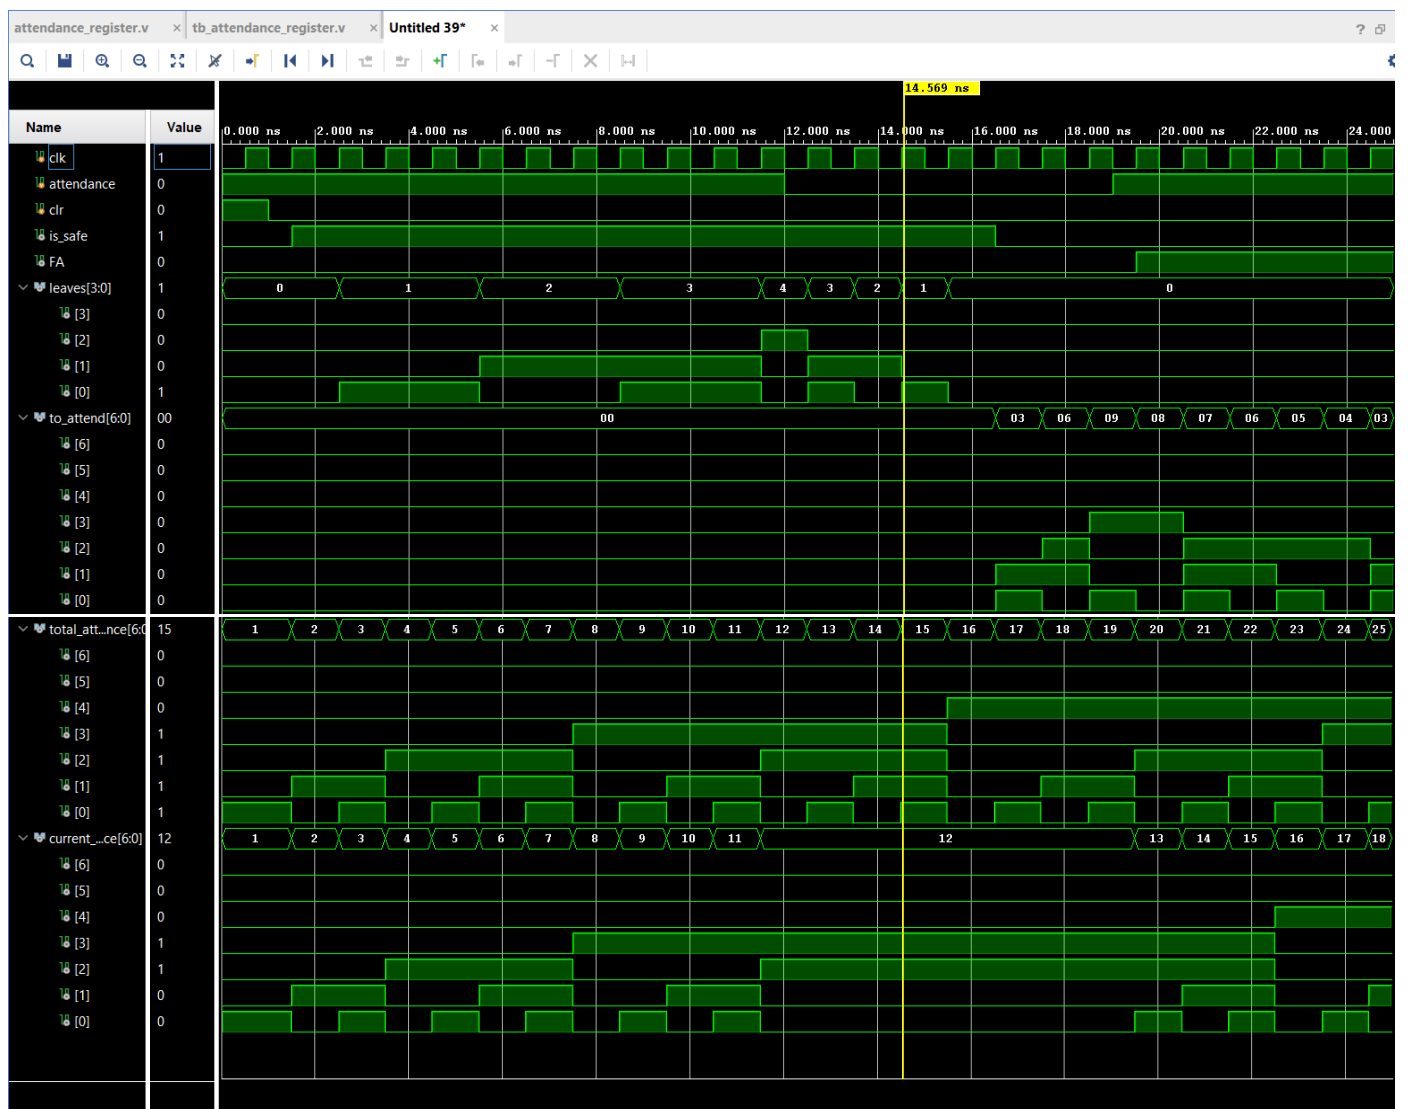 attendance_register.v × tb_attendance_register.v × Untitled 39* × ?
14.569 ns
Name Value 0.000 ns 2.000 ns 4.000 ns 6.000 ns 8.000 ns 10.000 ns 12.000 ns 14.000 ns 16.000 ns 18.000 ns 20.000 ns 22.000 ns 24.000
clk 1
attendance 0
clr 0
is_safe 1
FA 0
leaves[3:0] 1 0 1 2 3 4 3 2 1 0
[3] 0
[2] 0
[1] 0
[0] 1
to_attend[6:0] 00 00 03 06 09 08 07 06 05 04 03
[6] 0
[5] 0
[4] 0
[3] 0
[2] 0
[1] 0
[0] 0
total_att...nce[6:0 15 1 2 3 4 5 6 7 8 9 10 11 12 13 14 15 16 17 18 19 20 21 22 23 24 25
[6] 0
[5] 0
[4] 0
[3] 1
[2] 1
[1] 1
[0] 1
current_...ce[6:0] 12 1 2 3 4 5 6 7 8 9 10 11 12 13 14 15 16 17 18
[6] 0
[5] 0
[4] 0
[3] 1
[2] 1
[1] 0
[0] 0